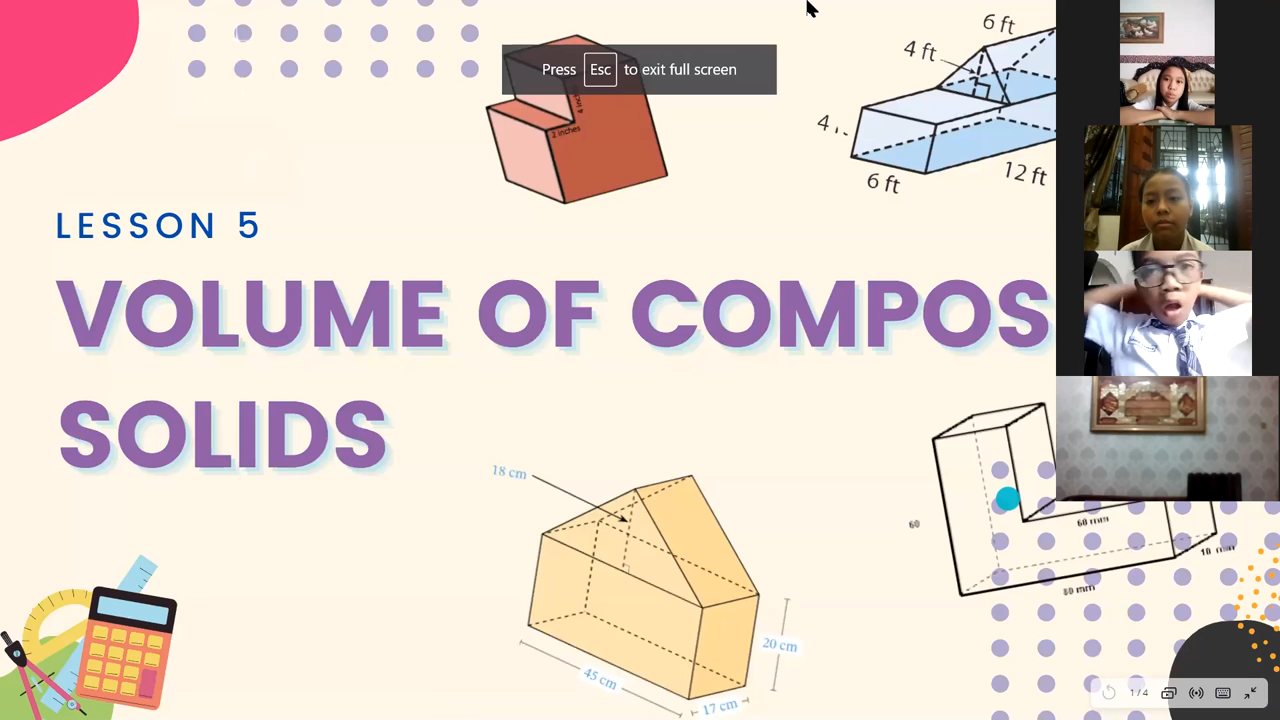 6 ft
Press Esc to exit full screen
4 ft
2 inches
4
6 ft
12 ft
LESSON 5
VOLUME OF COMPOS
SOLIDS
18 cm
60
60 mm
10 mm
80 mm
20 cm
45 cm
17 cm
1/4